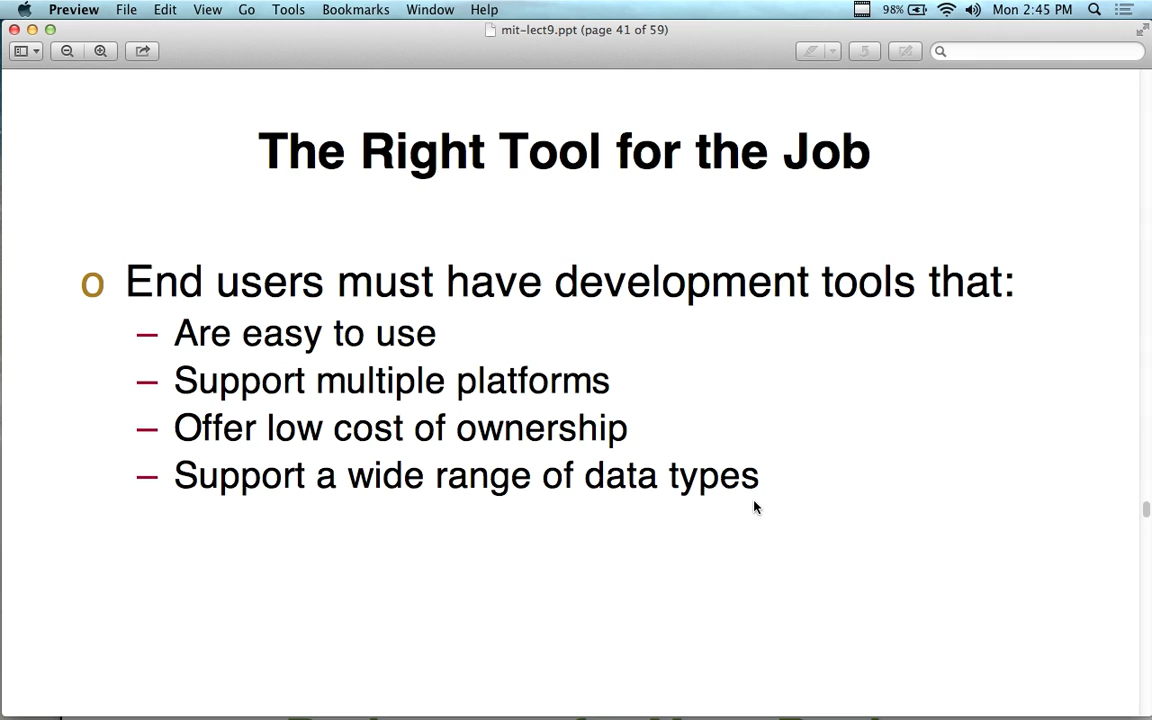 Preview File Edit View Go Tools Bookmarks Window Help 98% Mon 2:45 PM
mit-lect9.ppt (page 41 of 59)
The Right Tool for the Job
o End users must have development tools that:
– Are easy to use
– Support multiple platforms
– Offer low cost of ownership
– Support a wide range of data types